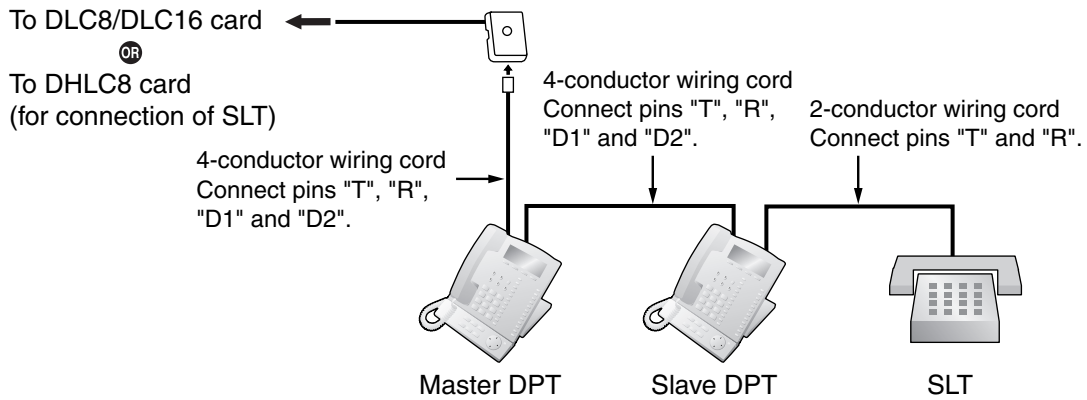 To DLC8/DLC16 card
OR
To DHLC8 card
(for connection of SLT)
4-conductor wiring cord
Connect pins "T", "R",
"D1" and "D2".
4-conductor wiring cord
Connect pins "T", "R",
"D1" and "D2".
2-conductor wiring cord
Connect pins "T" and "R".
Master DPT
Slave DPT
SLT